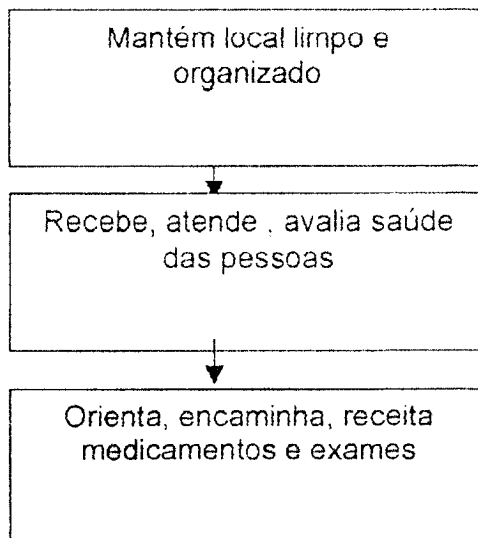 Mantém local limpo e
organizado
Recebe, atende , avalia saúde
das pessoas
Orienta, encaminha, receita
medicamentos e exames